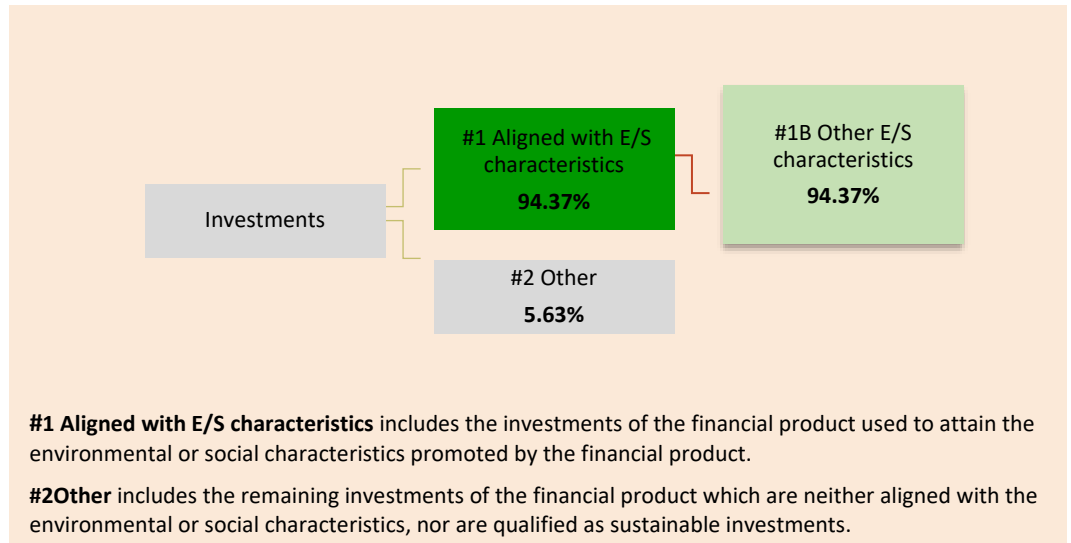 #1 Aligned with E/S
characteristics
94.37%
#1B Other E/S
characteristics
94.37%
Investments
#2 Other
5.63%
#1 Aligned with E/S characteristics includes the investments of the financial product used to attain the
environmental or social characteristics promoted by the financial product.
#2Other includes the remaining investments of the financial product which are neither aligned with the
environmental or social characteristics, nor are qualified as sustainable investments.